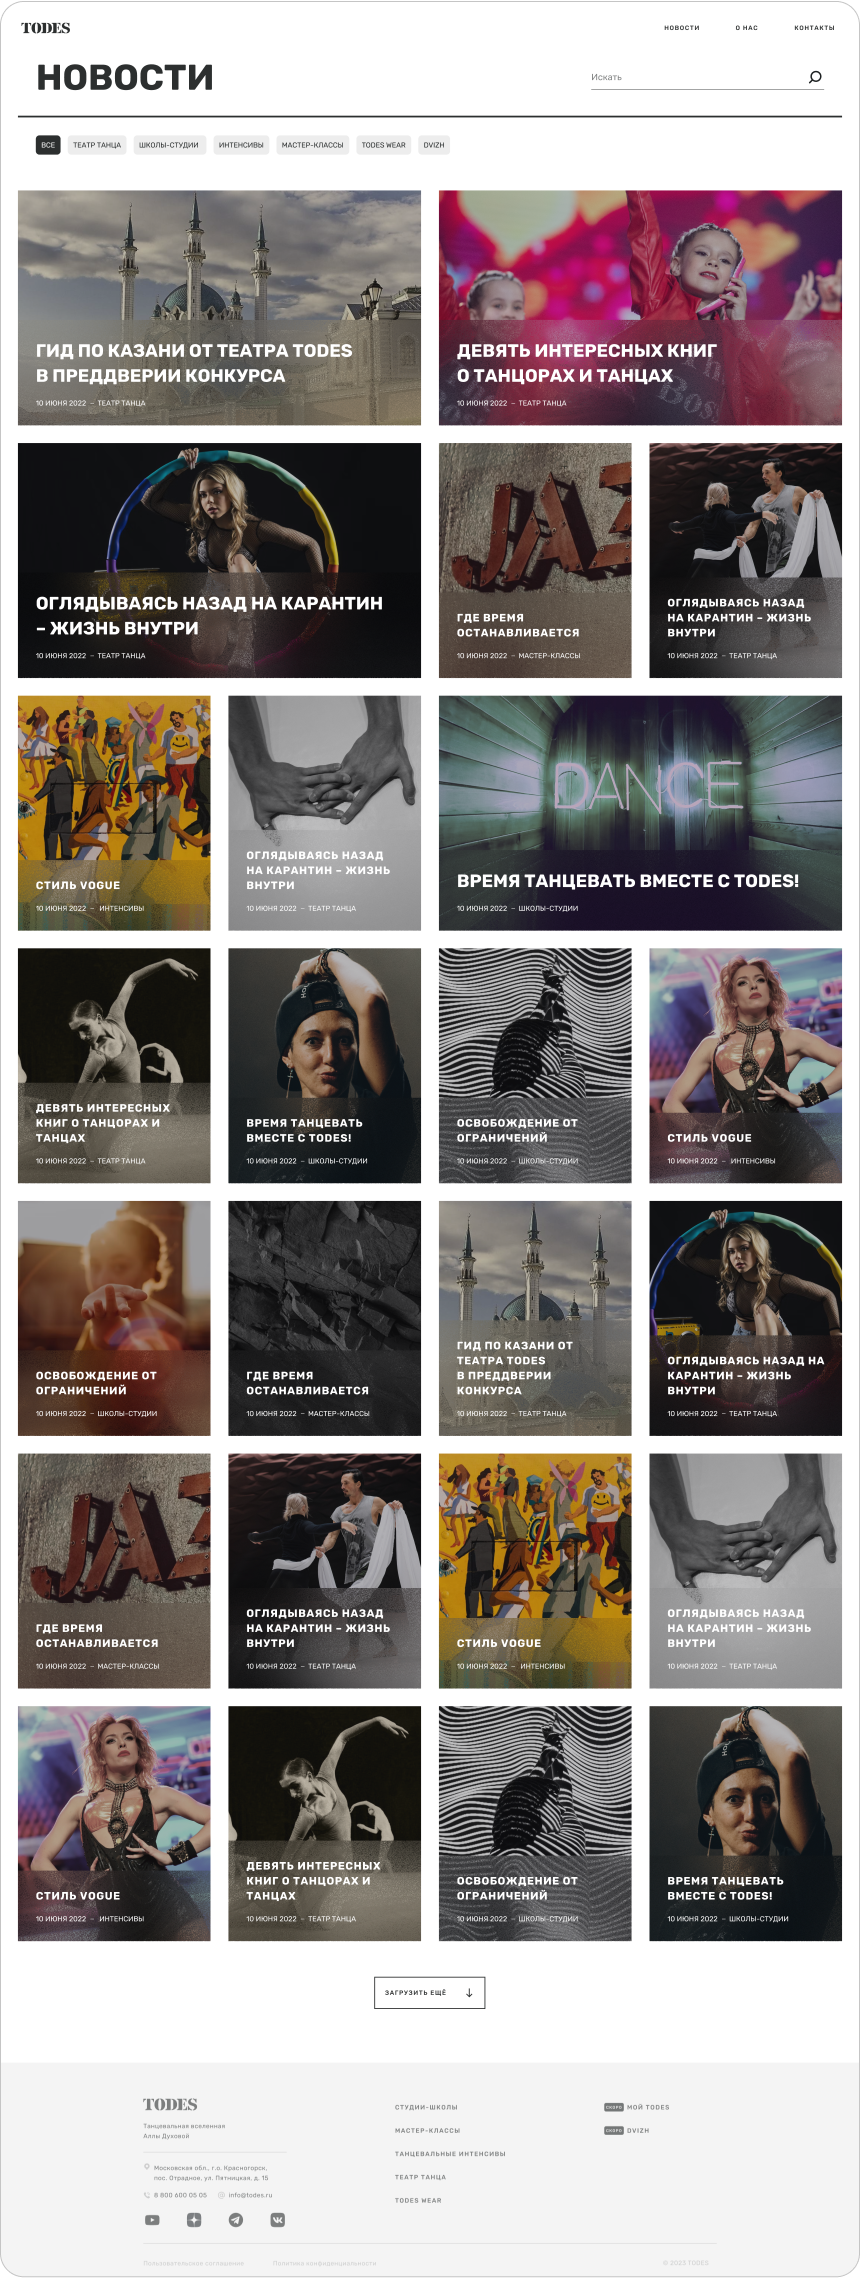 TODES
НОВОСТИ
О НАС
КОНТАКТЫ
НОВОСТИ
Искать
ВСЕ
ТЕАТР ТАНЦА
ШКОЛЫ-СТУДИИ
ИНТЕНСИВЫ
МАСТЕР-КЛАССЫ
TODES WEAR
DVIZH
ГИД ПО КАЗАНИ ОТ ТЕАТРА TODES
В ПРЕДДВЕРИИ КОНКУРСА
10 ИЮНЯ 2022 – ТЕАТР ТАНЦА
ДЕВЯТЬ ИНТЕРЕСНЫХ КНИГ
О ТАНЦОРАХ И ТАНЦАХ
10 ИЮНЯ 2022 – ТЕАТР ТАНЦА
ОГЛЯДЫВАЯСЬ НАЗАД НА КАРАНТИН
– ЖИЗНЬ ВНУТРИ
10 ИЮНЯ 2022 – ТЕАТР ТАНЦА
JAZ
ГДЕ ВРЕМЯ
ОСТАНАВЛИВАЕТСЯ
10 ИЮНЯ 2022 – МАСТЕР-КЛАССЫ
ОГЛЯДЫВАЯСЬ НАЗАД
НА КАРАНТИН – ЖИЗНЬ
ВНУТРИ
10 ИЮНЯ 2022 – ТЕАТР ТАНЦА
СТИЛЬ VOGUE
10 ИЮНЯ 2022 – ИНТЕНСИВЫ
ОГЛЯДЫВАЯСЬ НАЗАД
НА КАРАНТИН – ЖИЗНЬ
ВНУТРИ
10 ИЮНЯ 2022 – ТЕАТР ТАНЦА
DANCE
ВРЕМЯ ТАНЦЕВАТЬ ВМЕСТЕ С TODES!
10 ИЮНЯ 2022 – ШКОЛЫ-СТУДИИ
ДЕВЯТЬ ИНТЕРЕСНЫХ
КНИГ О ТАНЦОРАХ И
ТАНЦАХ
10 ИЮНЯ 2022 – ТЕАТР ТАНЦА
ВРЕМЯ ТАНЦЕВАТЬ
ВМЕСТЕ С TODES!
10 ИЮНЯ 2022 – ШКОЛЫ-СТУДИИ
ОСВОБОЖДЕНИЕ ОТ
ОГРАНИЧЕНИЙ
10 ИЮНЯ 2022 – ШКОЛЫ-СТУДИИ
СТИЛЬ VOGUE
10 ИЮНЯ 2022 – ИНТЕНСИВЫ
ОСВОБОЖДЕНИЕ ОТ
ОГРАНИЧЕНИЙ
10 ИЮНЯ 2022 – ШКОЛЫ-СТУДИИ
ГДЕ ВРЕМЯ
ОСТАНАВЛИВАЕТСЯ
10 ИЮНЯ 2022 – МАСТЕР-КЛАССЫ
ГИД ПО КАЗАНИ ОТ
ТЕАТРА TODES
В ПРЕДДВЕРИИ
КОНКУРСА
10 ИЮНЯ 2022 – ТЕАТР ТАНЦА
ОГЛЯДЫВАЯСЬ НАЗАД НА
КАРАНТИН – ЖИЗНЬ
ВНУТРИ
10 ИЮНЯ 2022 – ТЕАТР ТАНЦА
JAZ
ГДЕ ВРЕМЯ
ОСТАНАВЛИВАЕТСЯ
10 ИЮНЯ 2022 – МАСТЕР-КЛАССЫ
ОГЛЯДЫВАЯСЬ НАЗАД
НА КАРАНТИН – ЖИЗНЬ
ВНУТРИ
10 ИЮНЯ 2022 – ТЕАТР ТАНЦА
СТИЛЬ VOGUE
10 ИЮНЯ 2022 – ИНТЕНСИВЫ
ОГЛЯДЫВАЯСЬ НАЗАД
НА КАРАНТИН – ЖИЗНЬ
ВНУТРИ
10 ИЮНЯ 2022 – ТЕАТР ТАНЦА
СТИЛЬ VOGUE
10 ИЮНЯ 2022 – ИНТЕНСИВЫ
ДЕВЯТЬ ИНТЕРЕСНЫХ
КНИГ О ТАНЦОРАХ И
ТАНЦАХ
10 ИЮНЯ 2022 – ТЕАТР ТАНЦА
ОСВОБОЖДЕНИЕ ОТ
ОГРАНИЧЕНИЙ
10 ИЮНЯ 2022 – ШКОЛЫ-СТУДИИ
ВРЕМЯ ТАНЦЕВАТЬ
ВМЕСТЕ С TODES!
10 ИЮНЯ 2022 – ШКОЛЫ-СТУДИИ
ЗАГРУЗИТЬ ЕЩЁ
TODES
Танцевальная вселенная
Аллы Духовой
Московская обл., г.о. Красногорск,
пос. Отрадное, ул. Пятницкая, д. 15
8 800 600 05 05
info@todes.ru
СТУДИИ-ШКОЛЫ
МАСТЕР-КЛАССЫ
ТАНЦЕВАЛЬНЫЕ ИНТЕНСИВЫ
ТЕАТР ТАНЦА
TODES WEAR
СКОРО МОЙ TODES
СКОРО DVIZH
Пользовательское соглашение
Политика конфиденциальности
© 2023 TODES